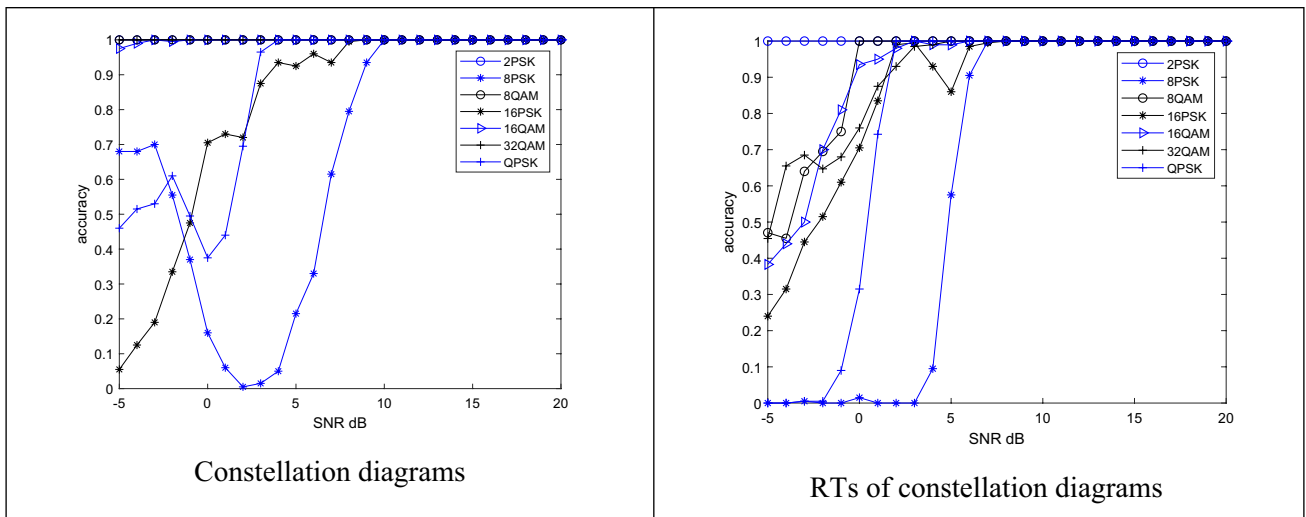 1
0.9
0.8
0.7
0.6
0.5
0.4
0.3
0.2
0.1
0
accuracy
-5 0 5 10 15 20
SNR dB
2PSK
8PSK
8QAM
16PSK
16QAM
32QAM
QPSK
Constellation diagrams
1
0.9
0.8
0.7
0.6
0.5
0.4
0.3
0.2
0.1
0
accuracy
-5 0 5 10 15 20
SNR dB
2PSK
8PSK
8QAM
16PSK
16QAM
32QAM
QPSK
RTs of constellation diagrams